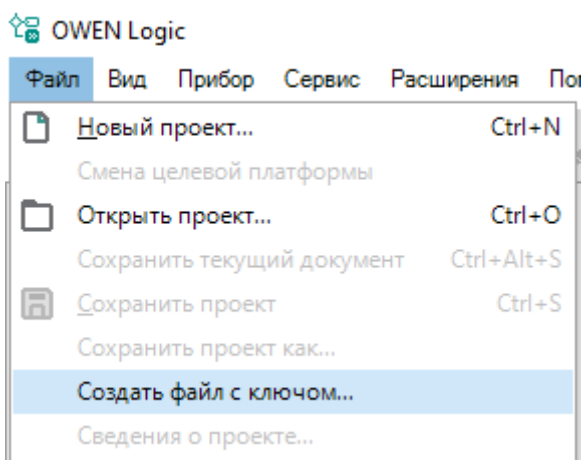 OWEN Logic
Файл Вид Прибор Сервис Расширения
Новый проект... Ctrl+N
Смена целевой платформы
Открыть проект... Ctrl+O
Сохранить текущий документ Ctrl+Alt+S
Сохранить проект Ctrl+S
Сохранить проект как...
Создать файл с ключом...
Сведения о проекте...